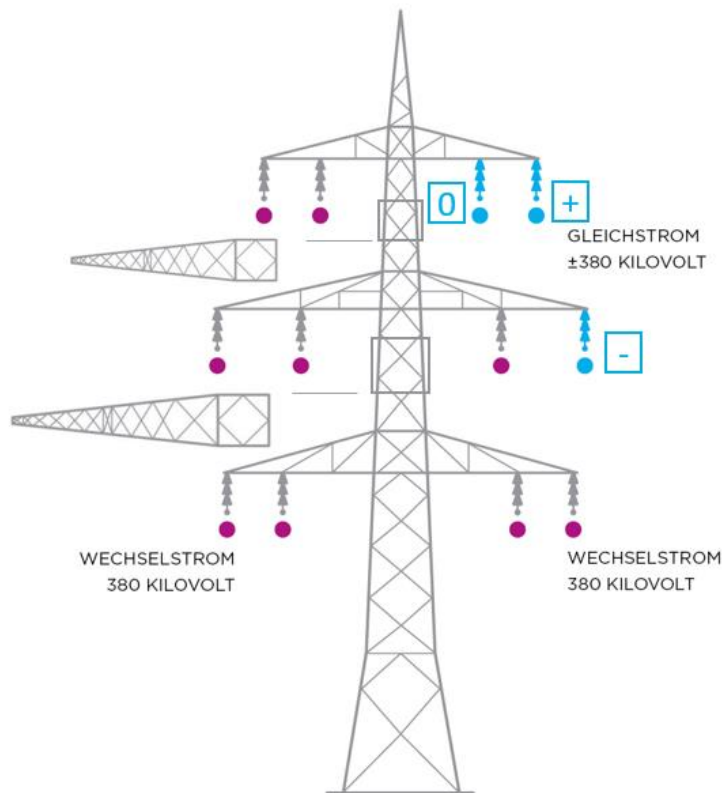 0
+
GLEICHSTROM
±380 KILOVOLT
-
WECHSELSTROM
380 KILOVOLT
WECHSELSTROM
380 KILOVOLT